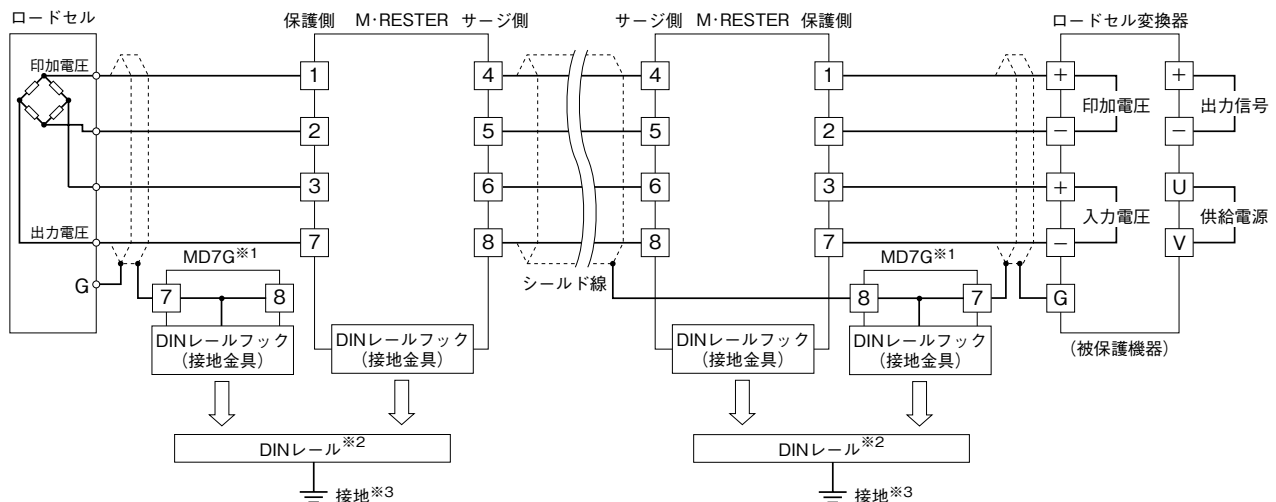 ロードセル
保護側 M·RESTER サージ側
サージ側 M·RESTER 保護側
ロードセル変換器
印加電圧
出力電圧
G
1
2
3
7
4
5
6
8
4
5
6
8
1
2
3
7
シールド線
＋
－
＋
－
G
印加電圧
入力電圧
＋
－
U
V
出力信号
供給電源
(被保護機器)
MD7G※1
7 8
DINレールフック
(接地金具)
DINレールフック
(接地金具)
DINレールフック
(接地金具)
MD7G※1
8 7
DINレールフック
(接地金具)
DINレール※2
接地※3
DINレール※2
接地※3